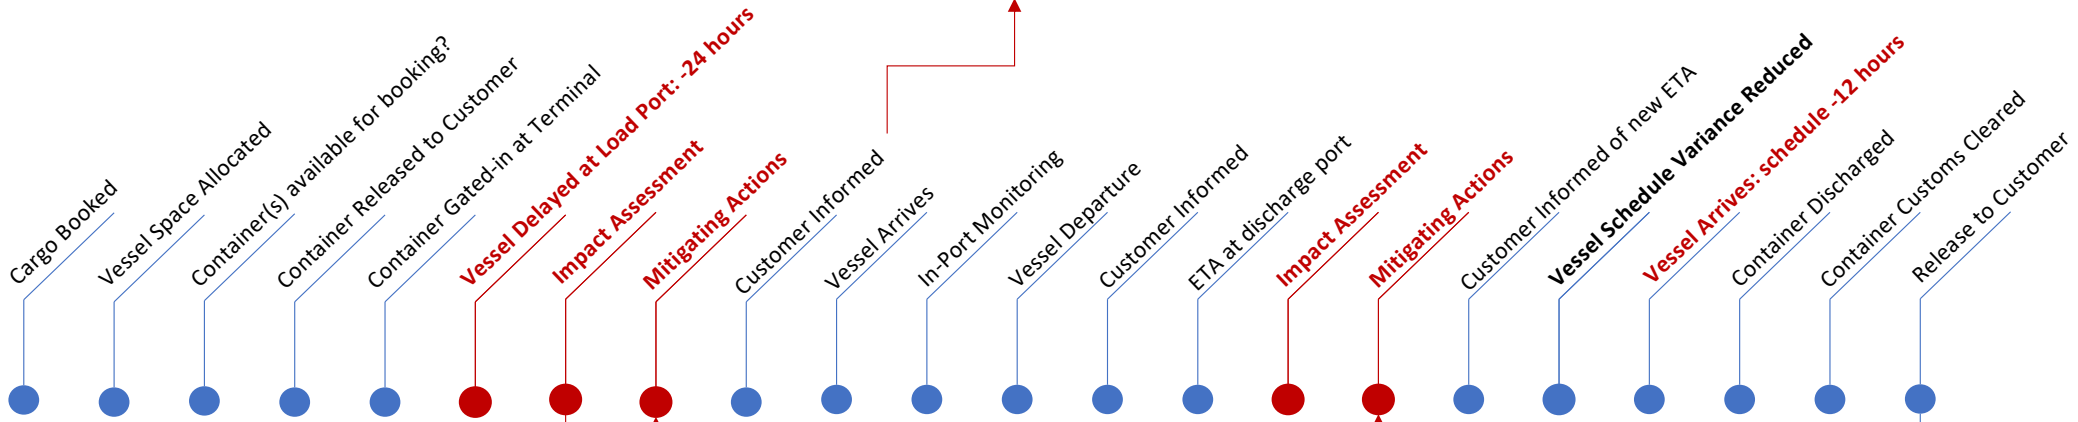 Cargo Booked
Vessel Space Allocated
Container(s) available for booking?
Container Released to Customer
Container Gated-in at Terminal
Vessel Delayed at Load Port: -24 hours
Impact Assessment
Mitigating Actions
Customer Informed
Vessel Arrives
In-Port Monitoring
Vessel Departure
Customer Informed
ETA at discharge port
Impact Assessment
Mitigating Actions
Customer Informed of new ETA
Vessel Schedule Variance Reduced
Vessel Arrives: schedule -12 hours
Container Discharged
Container Customs Cleared
Release to Customer